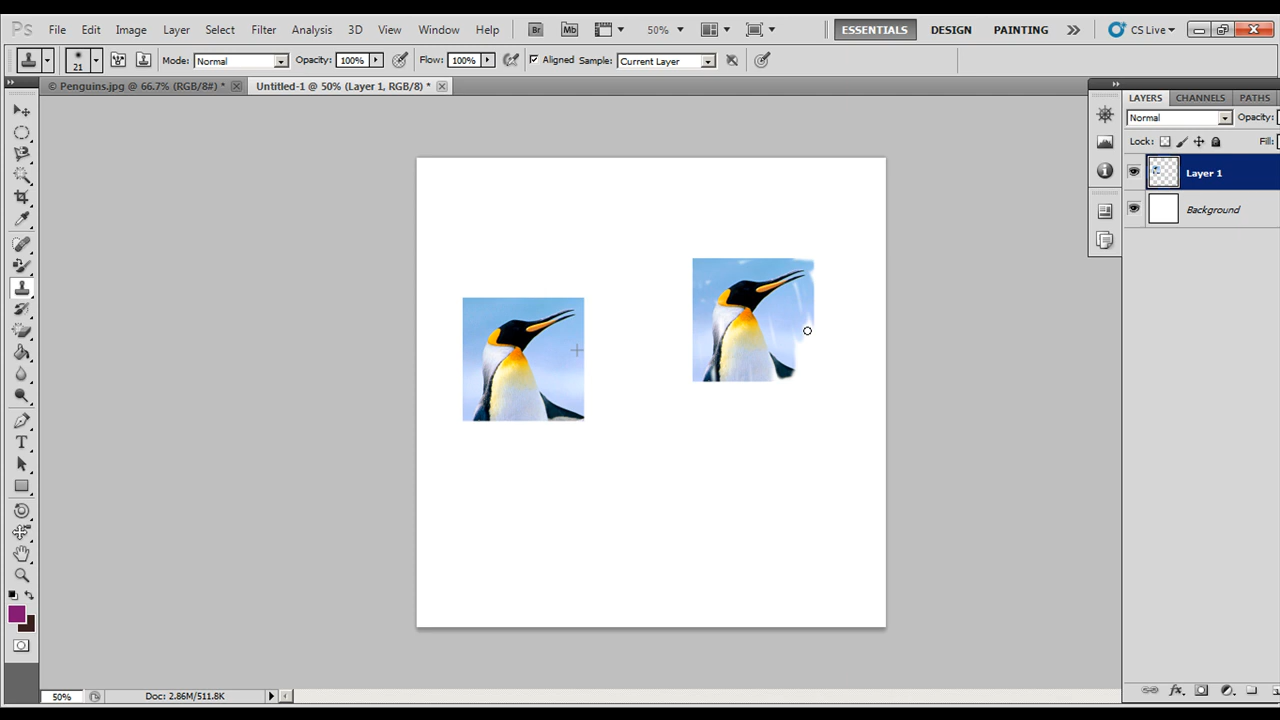 Ps File Edit Image Layer Select Filter Analysis 3D View Window Help Br Mb 50% ESSENTIALS DESIGN PAINTING CS Live
21 Mode: Normal Opacity: 100% Flow: 100% Aligned Sample: Current Layer
© Penguins.jpg @ 66.7% (RGB/8#) * Untitled-1 @ 50% (Layer 1, RGB/8) *
LAYERS CHANNELS PATHS
Normal Opacity:
Lock: Fill:
Layer 1
Background
T
fx
50% Doc: 2.86M/511.8K